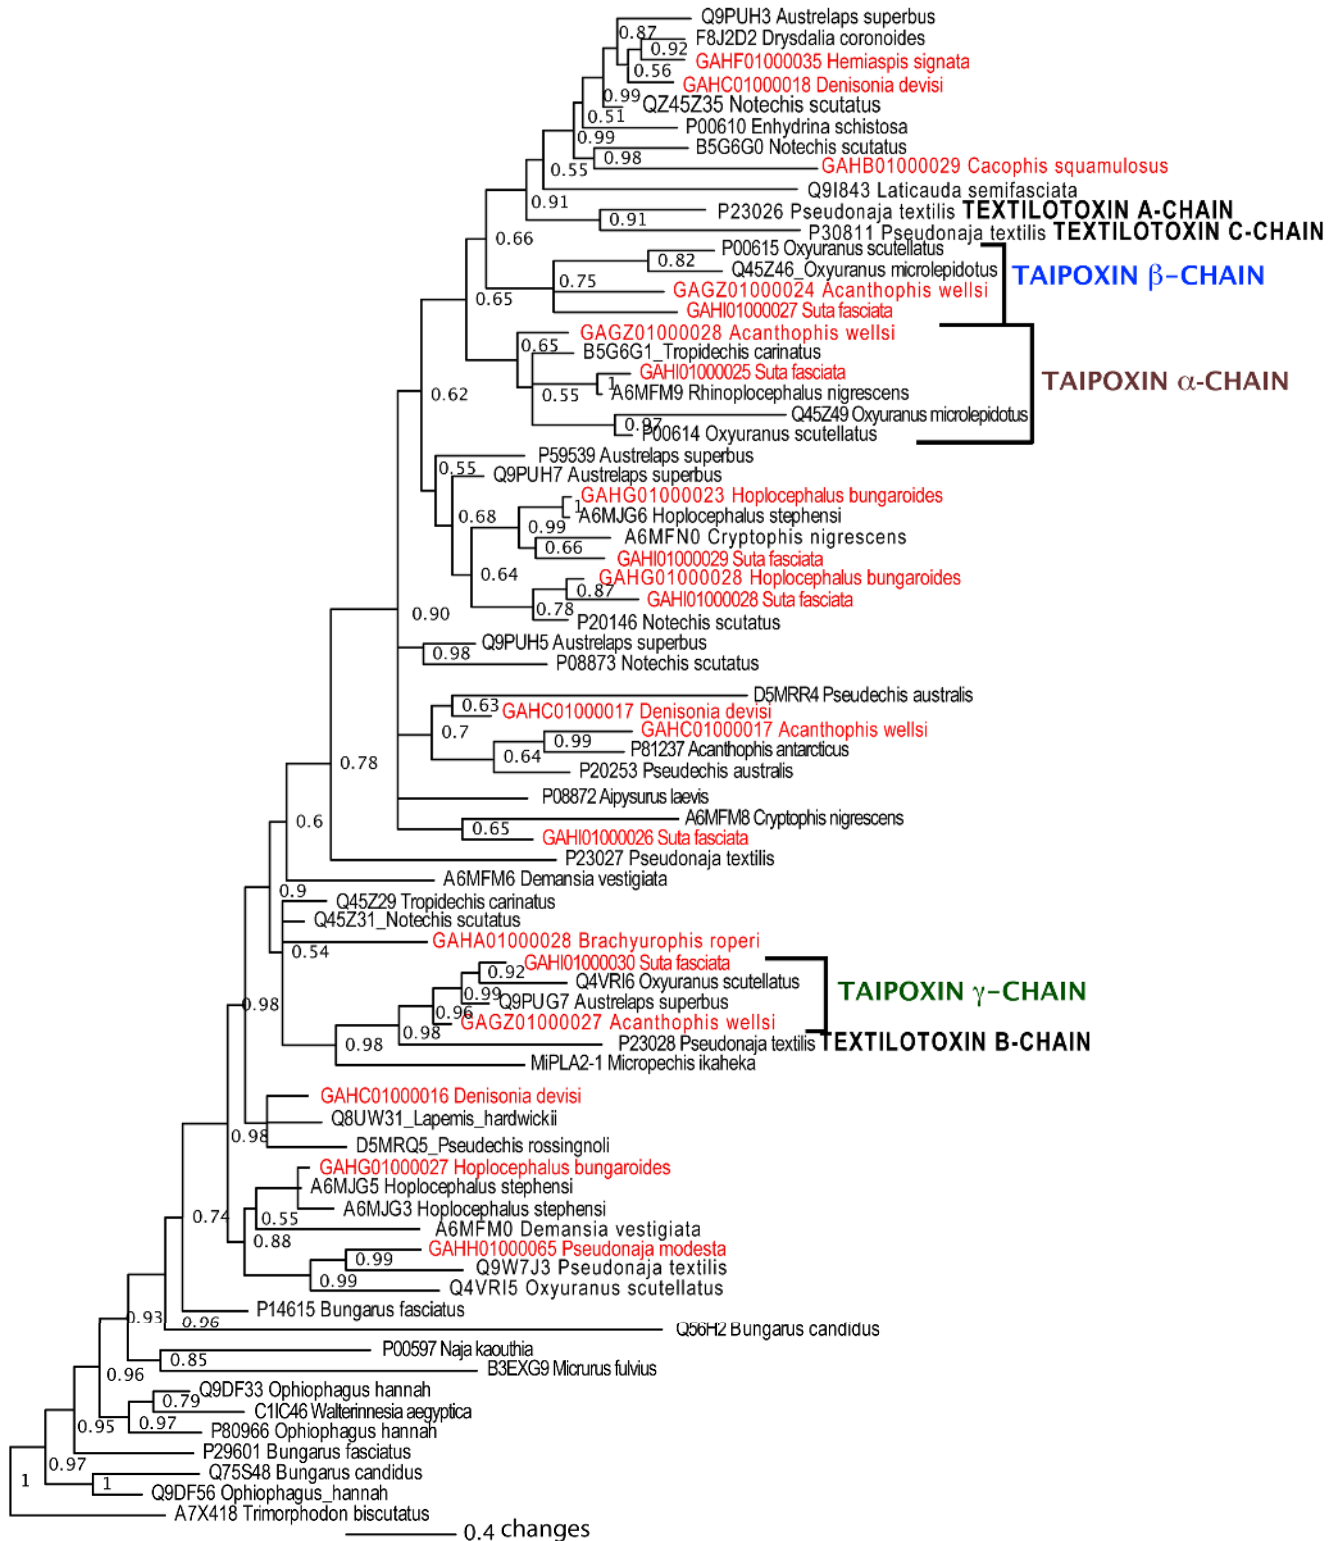 Q9PUH3 Austrelaps superbus
0.87
F8J2D2 Drysdalia coronoides
0.92
GAHF01000035 Hemiaspis signata
0.56
GAHC01000018 Denisonia devisi
0.99
QZ45Z35 Notechis scutatus
0.51
P00610 Enhydrina schistosa
0.99
B5G6G0 Notechis scutatus
0.98
GAHB01000029 Cacophis squamulosus
0.55
Q9I843 Laticauda semifasciata
0.91
P23026 Pseudonaja textilis TEXTILOTOXIN A-CHAIN
0.91
P30811 Pseudonaja textilis TEXTILOTOXIN C-CHAIN
0.66
P00615 Oxyuranus scutellatus
0.82
Q45Z46_Oxyuranus microlepidotus
TAIPOXIN β-CHAIN
0.75
GAGZ01000024 Acanthophis wellsi
0.65
GAHI01000027 Suta fasciata
GAGZ01000028 Acanthophis wellsi
0.65
B5G6G1_Tropidechis carinatus
GAHI01000025 Suta fasciata
1
TAIPOXIN α-CHAIN
0.62
0.55
A6MFM9 Rhinoplocephalus nigrescens
Q45Z49 Oxyuranus microlepidotus
0.97
P00614 Oxyuranus scutellatus
P59539 Austrelaps superbus
0.55
Q9PUH7 Austrelaps superbus
GAHG01000023 Hoplocephalus bungaroides
1
0.68
A6MJG6 Hoplocephalus stephensi
0.99
A6MFN0 Cryptophis nigrescens
0.66
GAHI01000029 Suta fasciata
0.64
GAHG01000028 Hoplocephalus bungaroides
0.87
GAHI01000028 Suta fasciata
0.78
P20146 Notechis scutatus
0.90
Q9PUH5 Austrelaps superbus
0.98
P08873 Notechis scutatus
D5MRR4 Pseudechis australis
0.63
GAHC01000017 Denisonia devisi
0.7
GAHC01000017 Acanthophis wellsi
0.99
P81237 Acanthophis antarcticus
0.64
P20253 Pseudechis australis
0.78
P08872 Aipysurus laevis
0.6
A6MFM8 Cryptophis nigrescens
0.65
GAHI01000026 Suta fasciata
P23027 Pseudonaja textilis
A6MFM6 Demansia vestigiata
0.9
Q45Z29 Tropidechis carinatus
Q45Z31_Notechis scutatus
GAHA01000028 Brachyurophis roperi
0.54
GAHI01000030 Suta fasciata
0.92
Q4VRI6 Oxyuranus scutellatus
TAIPOXIN γ-CHAIN
0.99
Q9PUG7 Austrelaps superbus
0.98
0.96
GAGZ01000027 Acanthophis wellsi
0.98
0.98
P23028 Pseudonaja textilis TEXTILOTOXIN B-CHAIN
MiPLA2-1 Micropechis ikaheka
GAHC01000016 Denisonia devisi
Q8UW31_Lapemis_hardwickii
0.98
D5MRQ5_Pseudechis rossingnoli
GAHG01000027 Hoplocephalus bungaroides
A6MJG5 Hoplocephalus stephensi
A6MJG3 Hoplocephalus stephensi
0.74
0.55
A6MFM0 Demansia vestigiata
0.88
GAHH01000065 Pseudonaja modesta
0.99
Q9W7J3 Pseudonaja textilis
0.99
Q4VRI5 Oxyuranus scutellatus
P14615 Bungarus fasciatus
0.93
0.96
Q56H2 Bungarus candidus
P00597 Naja kaouthia
0.85
B3EXG9 Micrurus fulvius
0.96
Q9DF33 Ophiophagus hannah
0.79
C1IC46 Walterinnesia aegyptica
0.95
0.97
P80966 Ophiophagus hannah
P29601 Bungarus fasciatus
0.97
Q75S48 Bungarus candidus
1
1
Q9DF56 Ophiophagus_hannah
A7X418 Trimorphodon biscutatus
0.4 changes